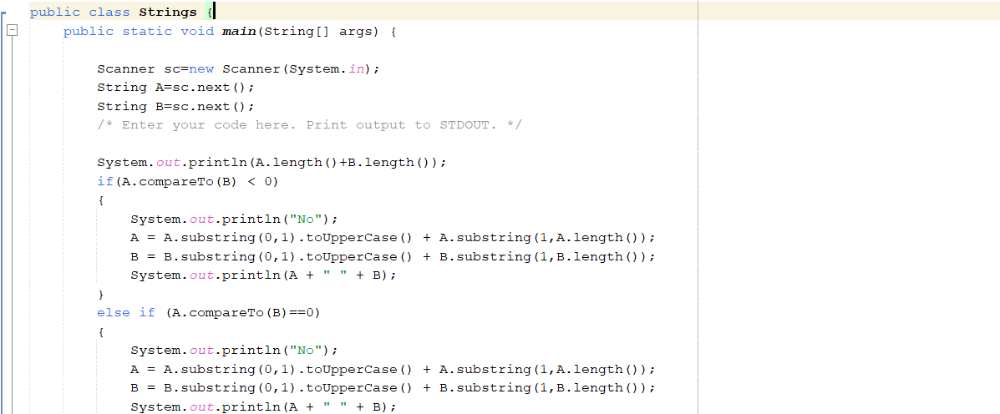 public class Strings {
public static void main(String[] args) {
Scanner sc=new Scanner(System.in);
String A=sc.next();
String B=sc.next();
/* Enter your code here. Print output to STDOUT. */
System.out.println(A.length()+B.length());
if(A.compareTo(B) < 0)
{
System.out.println("No");
A = A.substring(0,1).toUpperCase() + A.substring(1,A.length());
B = B.substring(0,1).toUpperCase() + B.substring(1,B.length());
System.out.println(A + " " + B);
}
else if (A.compareTo(B)==0)
{
System.out.println("No");
A = A.substring(0,1).toUpperCase() + A.substring(1,A.length());
B = B.substring(0,1).toUpperCase() + B.substring(1,B.length());
System.out.println(A + " " + B);